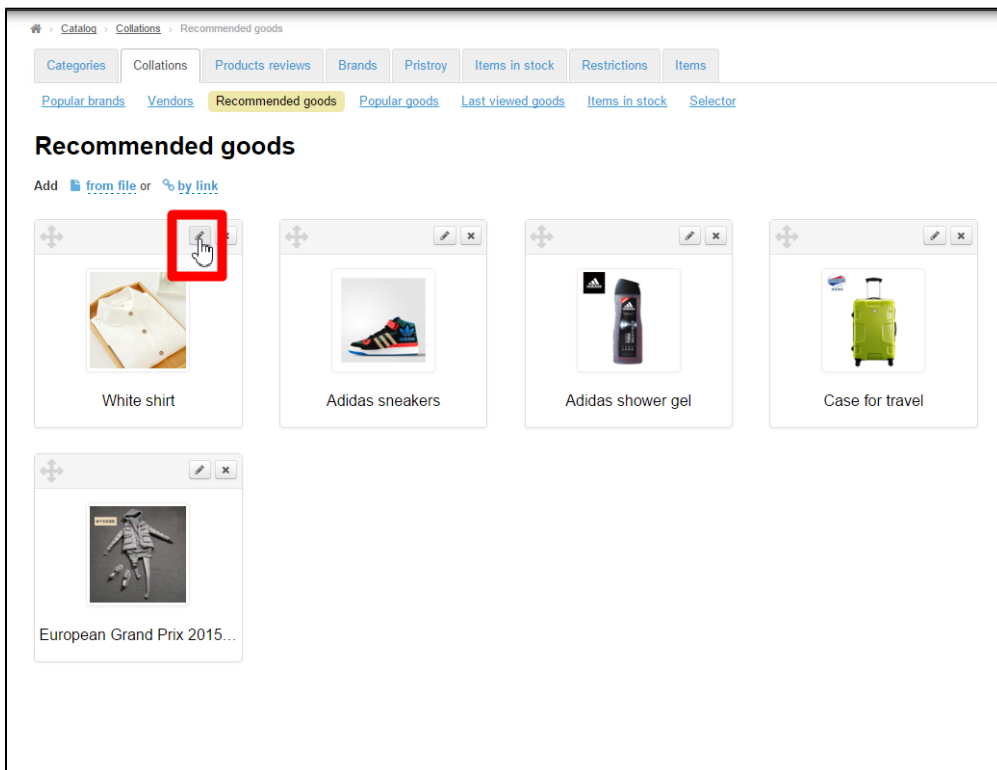 Catalog › Collations › Recommended goods
Categories Collations Products reviews Brands Pristroy Items in stock Restrictions Items
Popular brands Vendors Recommended goods Popular goods Last viewed goods Items in stock Selector
Recommended goods
Add from file or by link
White shirt Adidas sneakers Adidas shower gel Case for travel
European Grand Prix 2015...